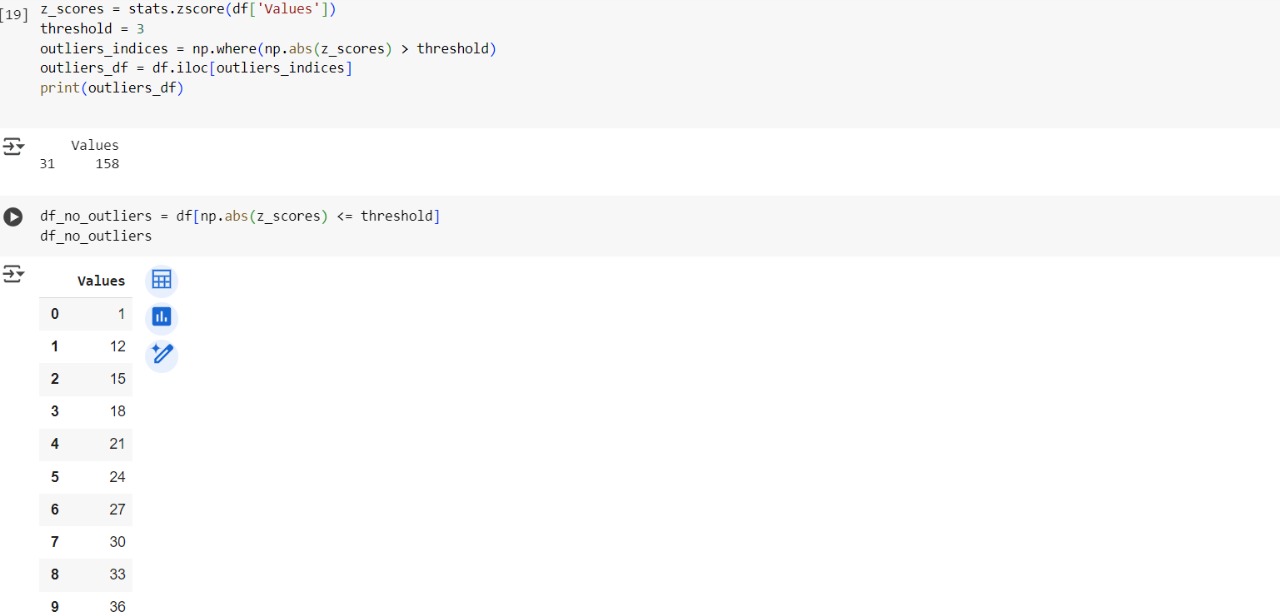 [19] z_scores = stats.zscore(df['Values'])
threshold = 3
outliers_indices = np.where(np.abs(z_scores) > threshold)
outliers_df = df.iloc[outliers_indices]
print(outliers_df)
Values
31 158
df_no_outliers = df[np.abs(z_scores) <= threshold]
df_no_outliers
Values
0 1
1 12
2 15
3 18
4 21
5 24
6 27
7 30
8 33
9 36